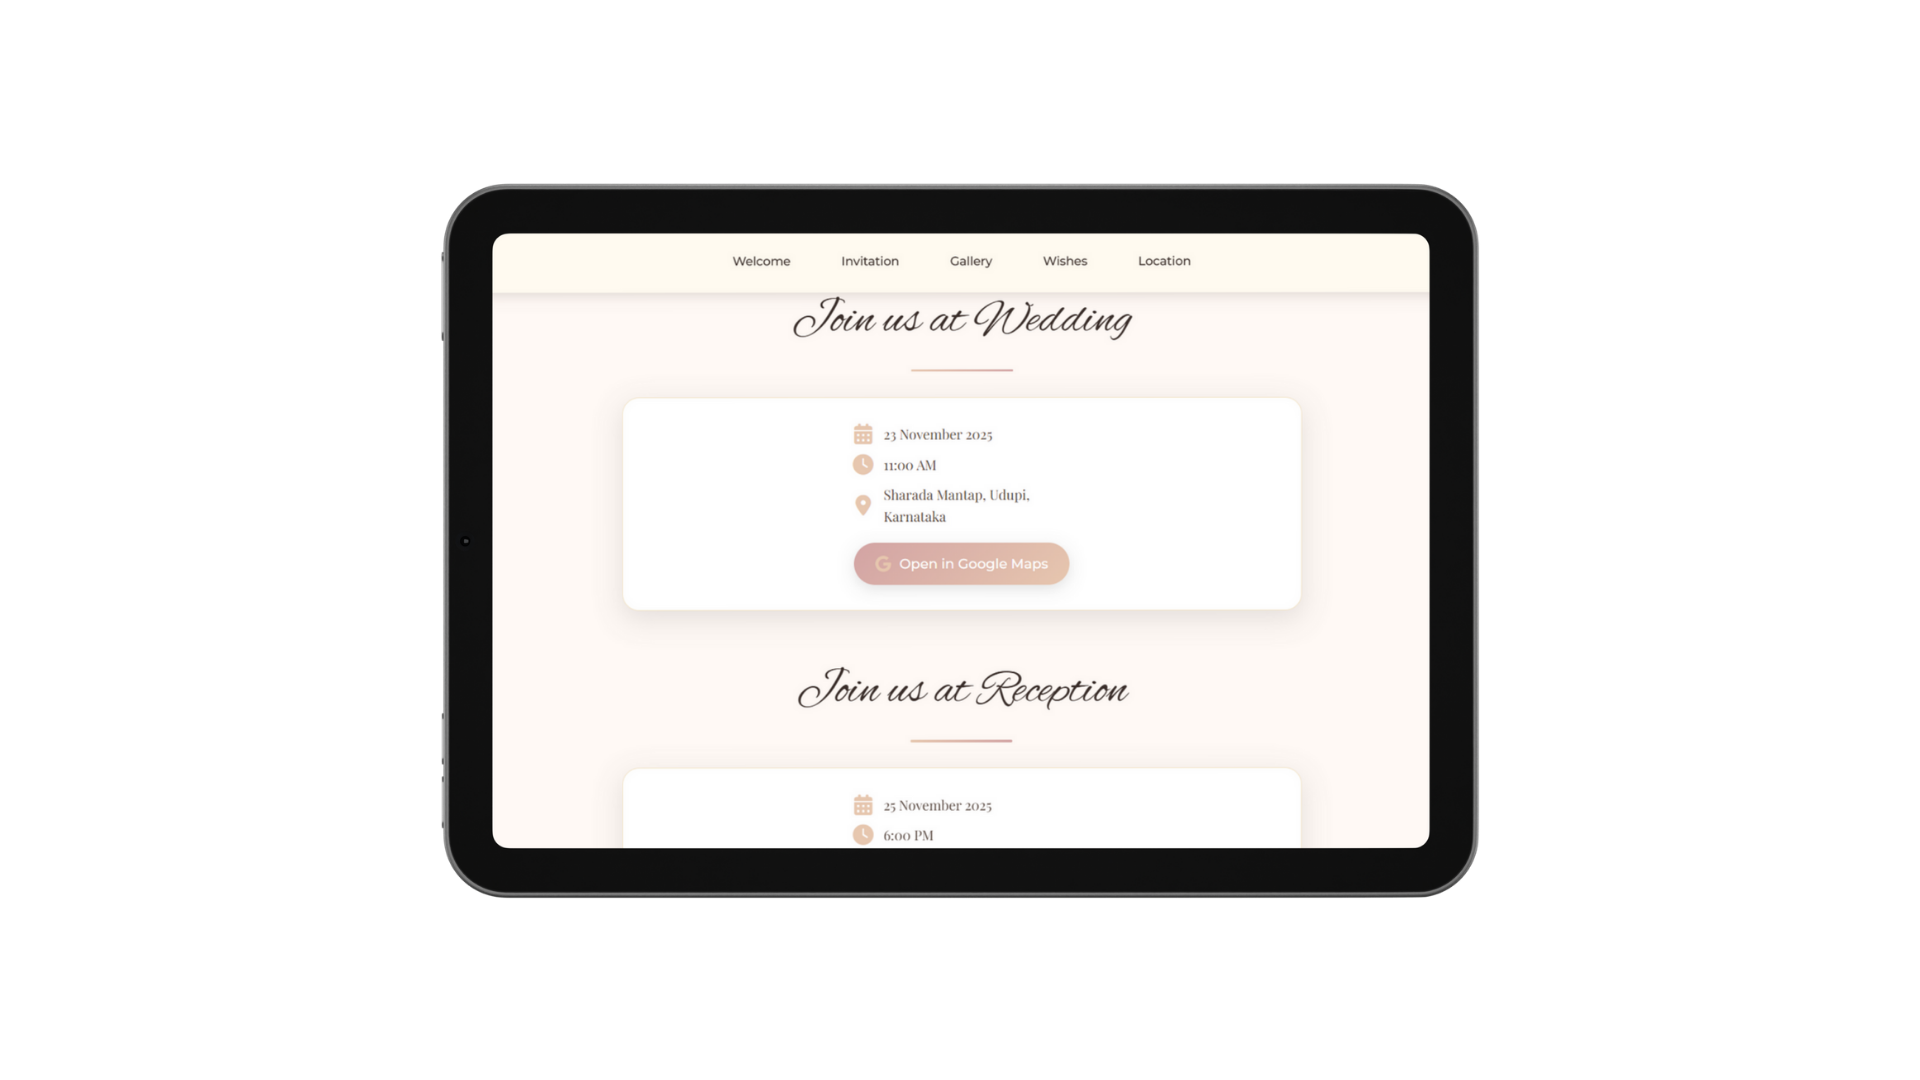 Welcome Invitation Gallery Wishes Location
Join us at Wedding
23 November 2025
11:00 AM
Sharada Mantap, Udupi,
Karnataka
G Open in Google Maps
Join us at Reception
25 November 2025
6:00 PM